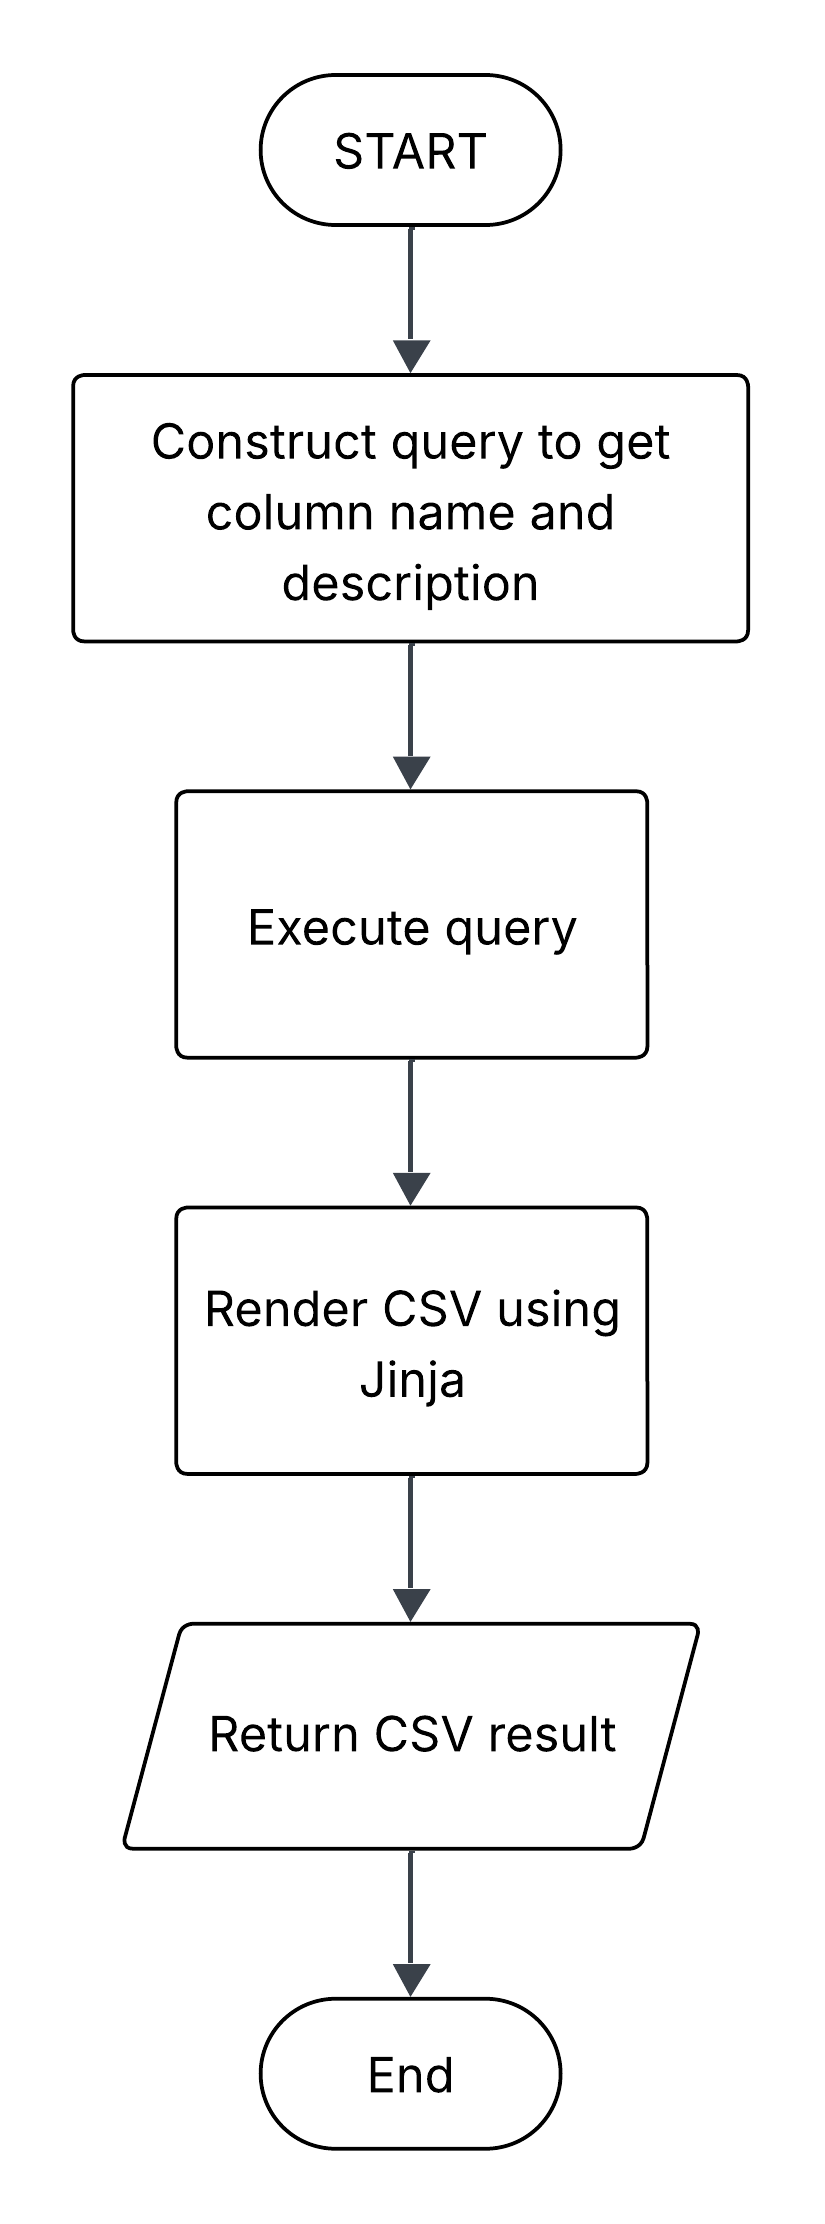 START
Construct query to get
column name and
description
Execute query
Render CSV using
Jinja
Return CSV result
End